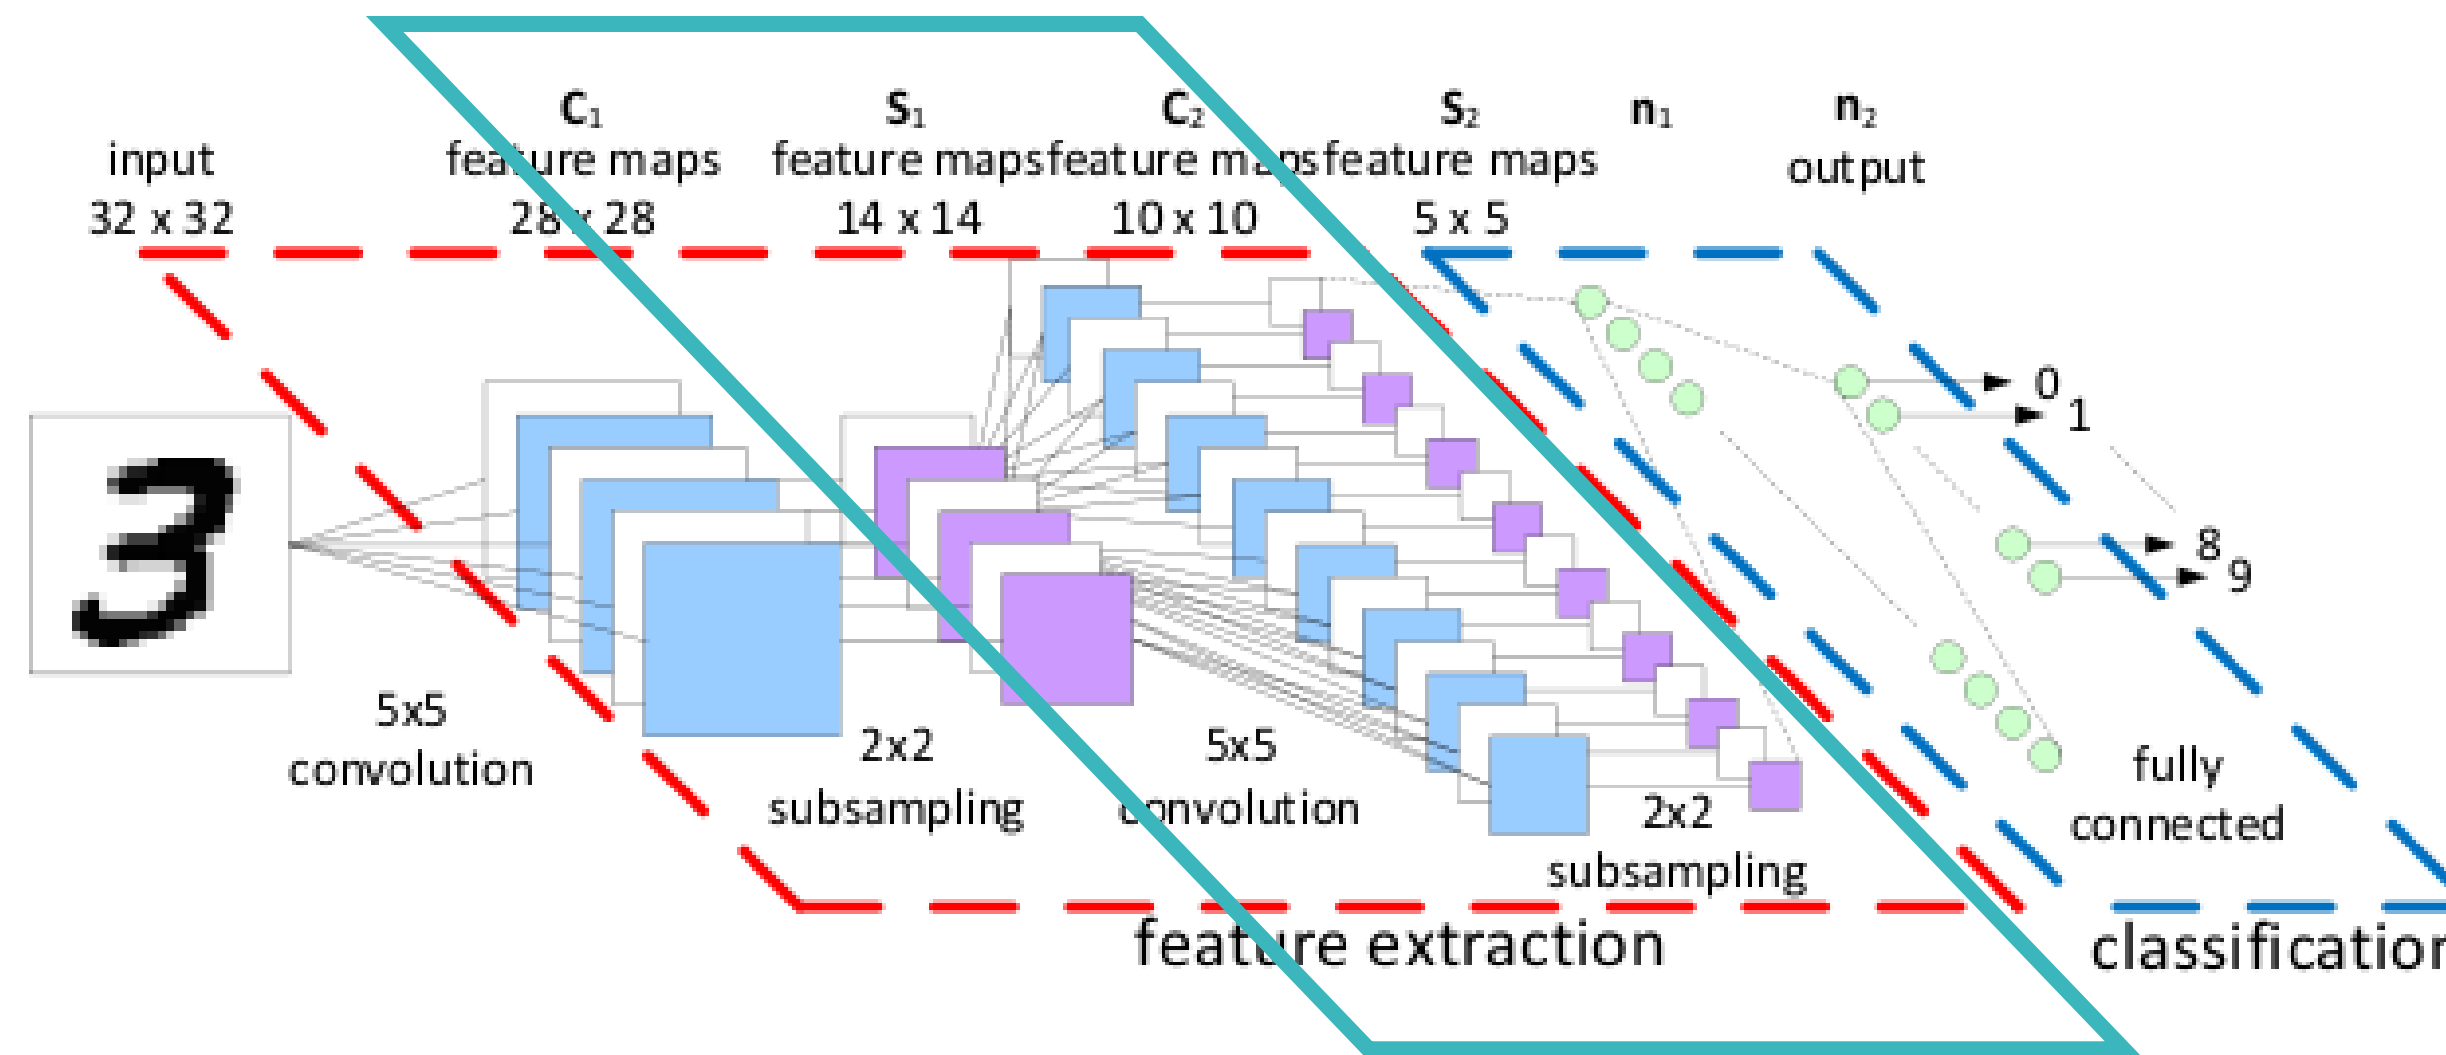 input
32 x 32
C1
feature maps
28 x 28
S1
feature maps
14 x 14
C2
feature maps
10 x 10
S2
feature maps
5 x 5
n1
n2
output
3
0
1
8
9
5x5
convolution
2x2
subsampling
5x5
convolution
2x2
subsampling
fully
connected
feature extraction
classification